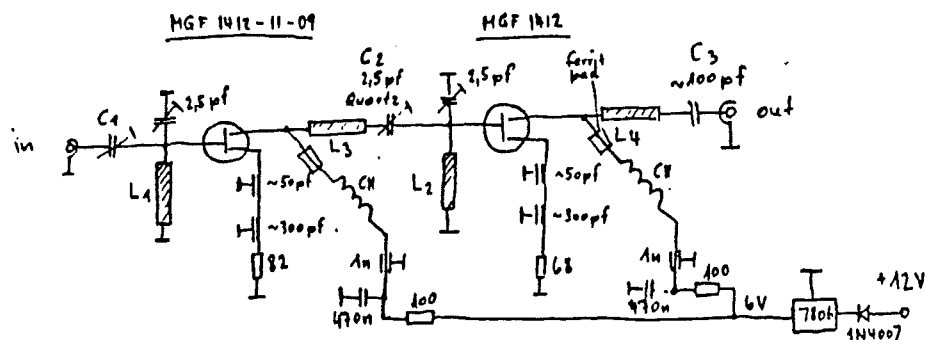 MGF 1412-11-09
MGF 1412
C2
2,5pf
Quartz
2,5pf
ferrit
C3
~100pf
C1
2,5pf
in
out
L3
L4
L1
~50pf
CH
L2
~50pf
CH
~300pf
~300pf
82
1n
68
1n
100
+12V
470n
100
470n
6V
1N4007